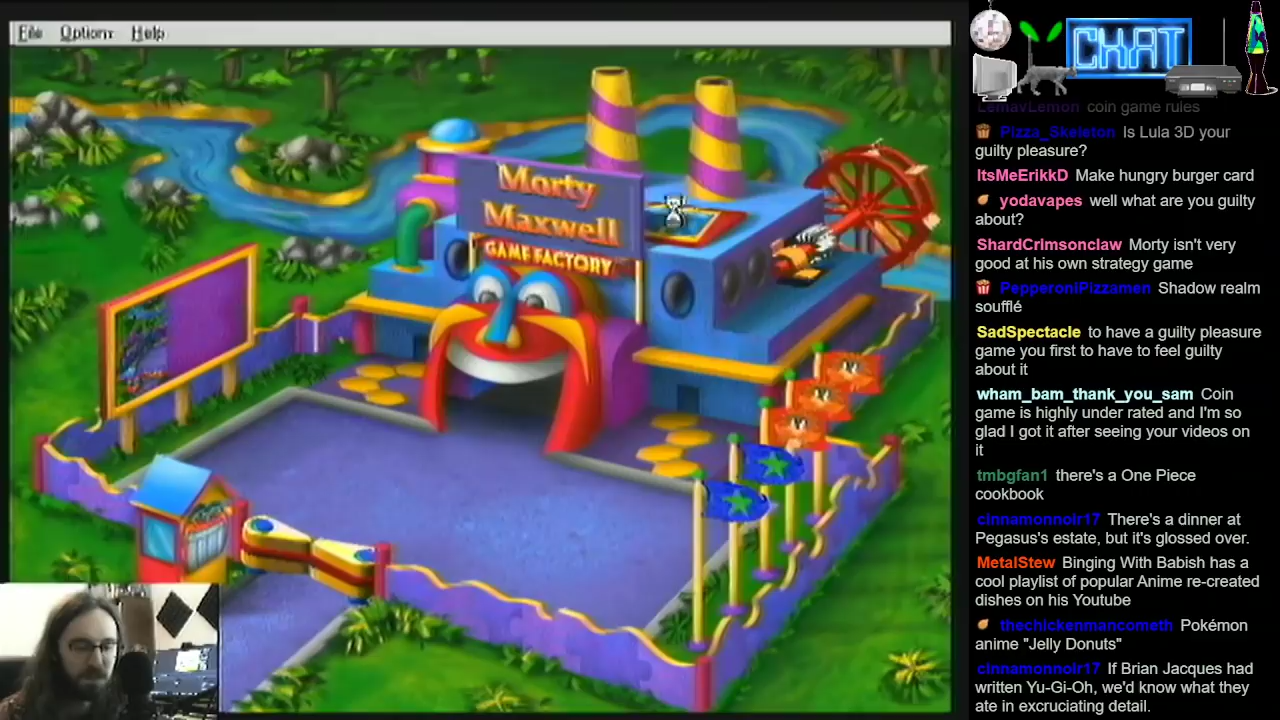 File Options Help
Morty
Maxwell
GAME FACTORY
CHAT
LemavLemon coin game rules
Pizza_Skeleton Is Lula 3D your
guilty pleasure?
ItsMeErikkD Make hungry burger card
yodavapes well what are you guilty
about?
ShardCrimsonclaw Morty isn't very
good at his own strategy game
PepperoniPizzamen Shadow realm
soufflé
SadSpectacle to have a guilty pleasure
game you first to have to feel guilty
about it
wham_bam_thank_you_sam Coin
game is highly under rated and I'm so
glad I got it after seeing your videos on
it
tmbgfan1 there's a One Piece
cookbook
cinnamonnoir17 There's a dinner at
Pegasus's estate, but it's glossed over.
MetalStew Binging With Babish has a
cool playlist of popular Anime re-created
dishes on his Youtube
thechickenmancometh Pokémon
anime "Jelly Donuts"
cinnamonnoir17 If Brian Jacques had
written Yu-Gi-Oh, we'd know what they
ate in excruciating detail.